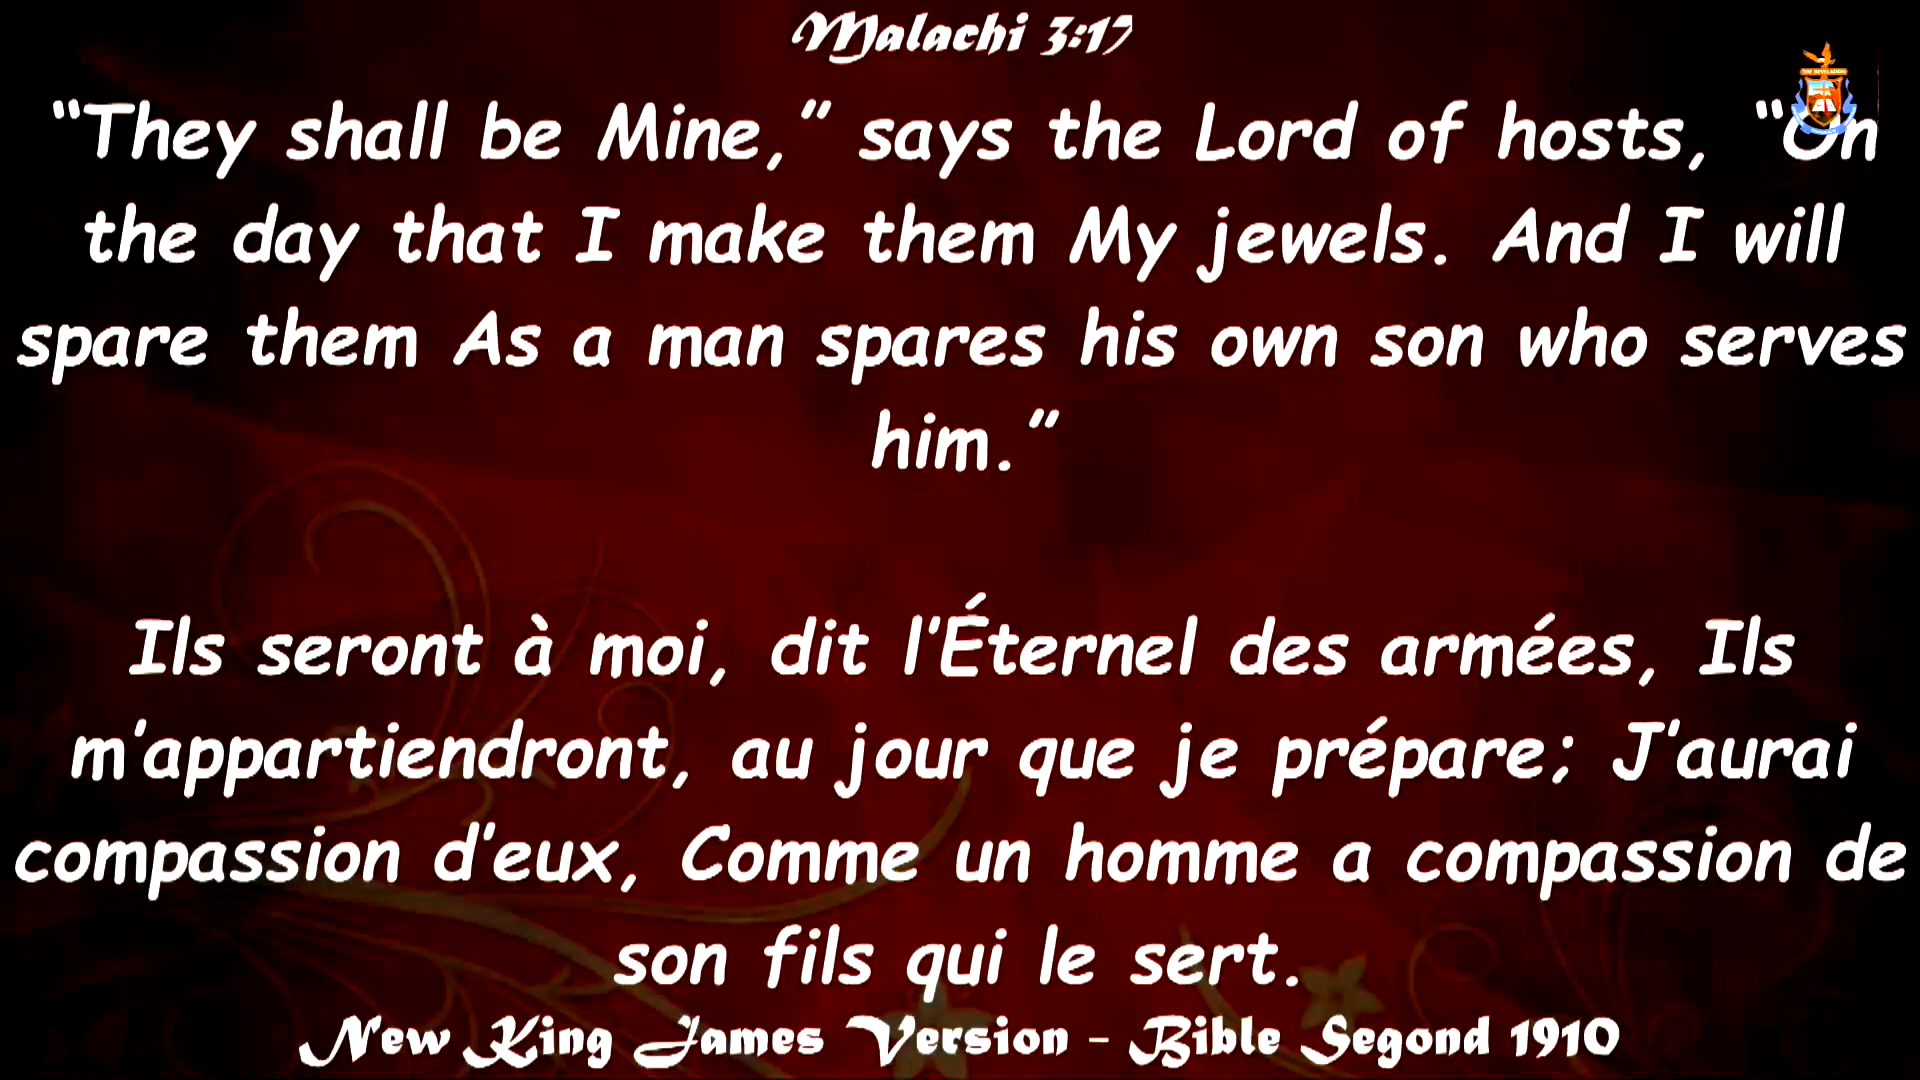 Malachi 3:17
“They shall be Mine,” says the Lord of hosts, “On
the day that I make them My jewels. And I will
spare them As a man spares his own son who serves
him.”
Ils seront à moi, dit l’Éternel des armées, Ils
m’appartiendront, au jour que je prépare; J’aurai
compassion d’eux, Comme un homme a compassion de
son fils qui le sert.
New King James Version - Bible Segond 1910